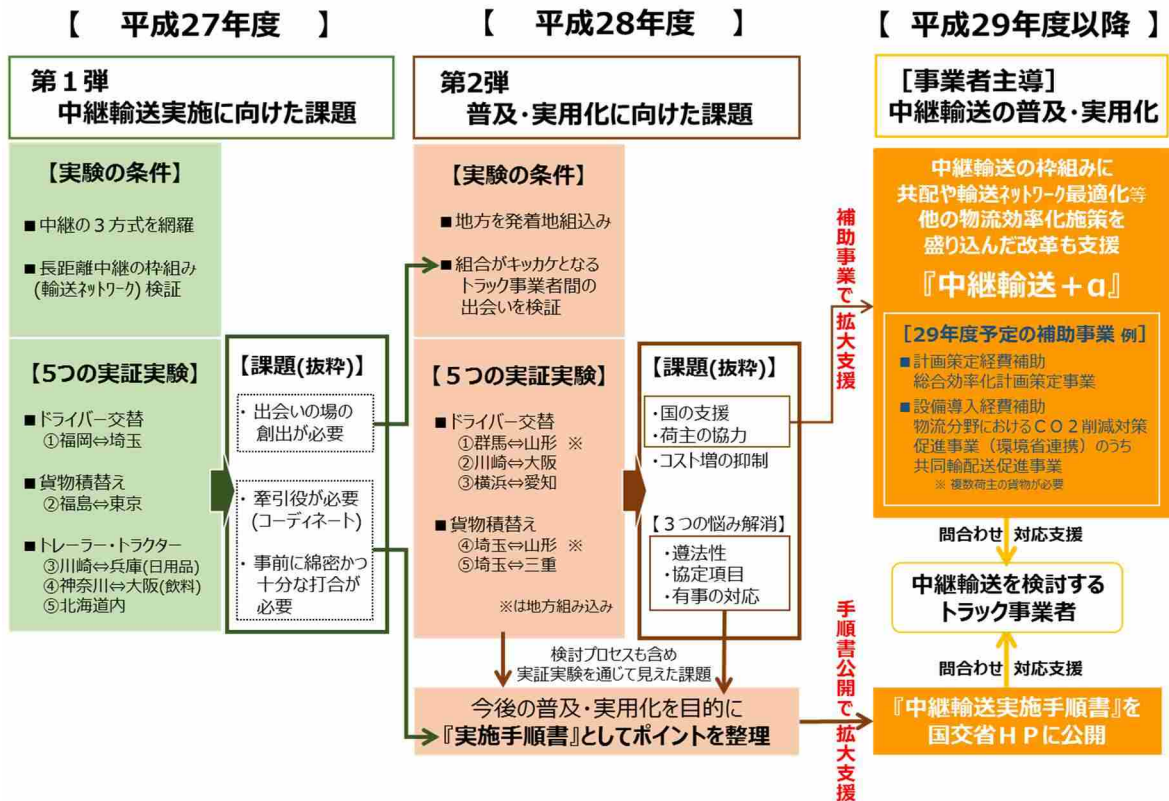 【 平成27年度 】
第１弾
中継輸送実施に向けた課題
【実験の条件】
■中継の３方式を網羅
■長距離中継の枠組み
(輸送ﾈｯﾄﾜｰｸ) 検証
【5つの実証実験】
■ドライバー交替
①福岡⇔埼玉
■貨物積替え
②福島⇔東京
■トレーラー・トラクター
③川崎⇔兵庫(日用品)
④神奈川⇔大阪(飲料)
⑤北海道内
【課題(抜粋)】
・出会いの場の
創出が必要
・牽引役が必要
(コーディネート)
・事前に綿密かつ
十分な打合が
必要
【 平成28年度 】
第2弾
普及・実用化に向けた課題
【実験の条件】
■地方を発着地組込み
■組合がキッカケとなる
トラック事業者間の
出会いを検証
【５つの実証実験】
■ドライバー交替
①群馬⇔山形 ※
②川崎⇔大阪
③横浜⇔愛知
■貨物積替え
④埼玉⇔山形 ※
⑤埼玉⇔三重
※は地方組み込み
【課題(抜粋)】
・国の支援
・荷主の協力
・コスト増の抑制
【３つの悩み解消】
・遵法性
・協定項目
・有事の対応
検討プロセスも含め
実証実験を通じて見えた課題
今後の普及・実用化を目的に
『実施手順書』としてポイントを整理
補助事業で拡大支援
手順書公開で拡大支援
【 平成29年度以降 】
［事業者主導］
中継輸送の普及・実用化
中継輸送の枠組みに
共配や輸送ﾈｯﾄﾜｰｸ最適化等
他の物流効率化施策を
盛り込んだ改革も支援
『中継輸送＋α』
［29年度予定の補助事業 例］
■計画策定経費補助
総合効率化計画策定事業
■設備導入経費補助
物流分野におけるＣＯ２削減対策
促進事業（環境省連携）のうち
共同輸配送促進事業
※ 複数荷主の貨物が必要
問合わせ 対応支援
中継輸送を検討する
トラック事業者
問合わせ 対応支援
『中継輸送実施手順書』を
国交省ＨＰに公開